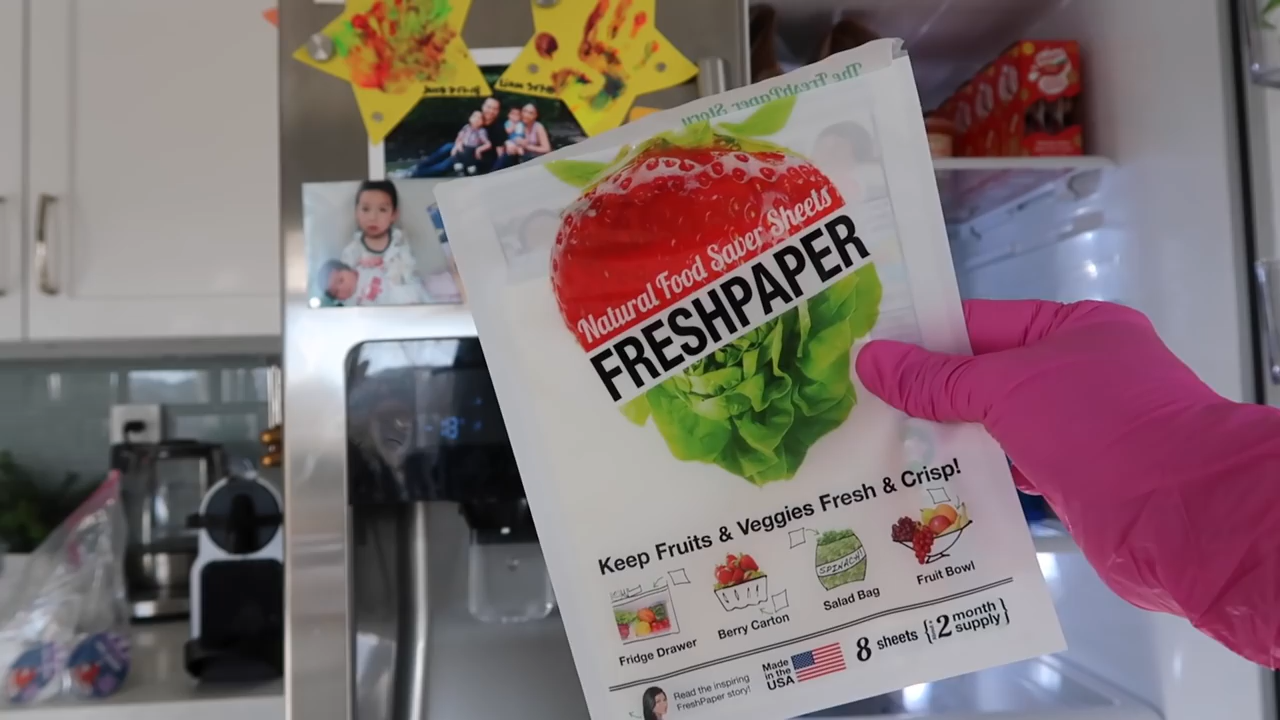 The FreshPaper Story
Natural Food Saver Sheets
FRESHPAPER
Keep Fruits & Veggies Fresh & Crisp!
SPINACH
Fridge Drawer
Berry Carton
Salad Bag
Fruit Bowl
Made
in the
USA
8 sheets
2 month
supply
Read the inspiring
FreshPaper story!
-18°